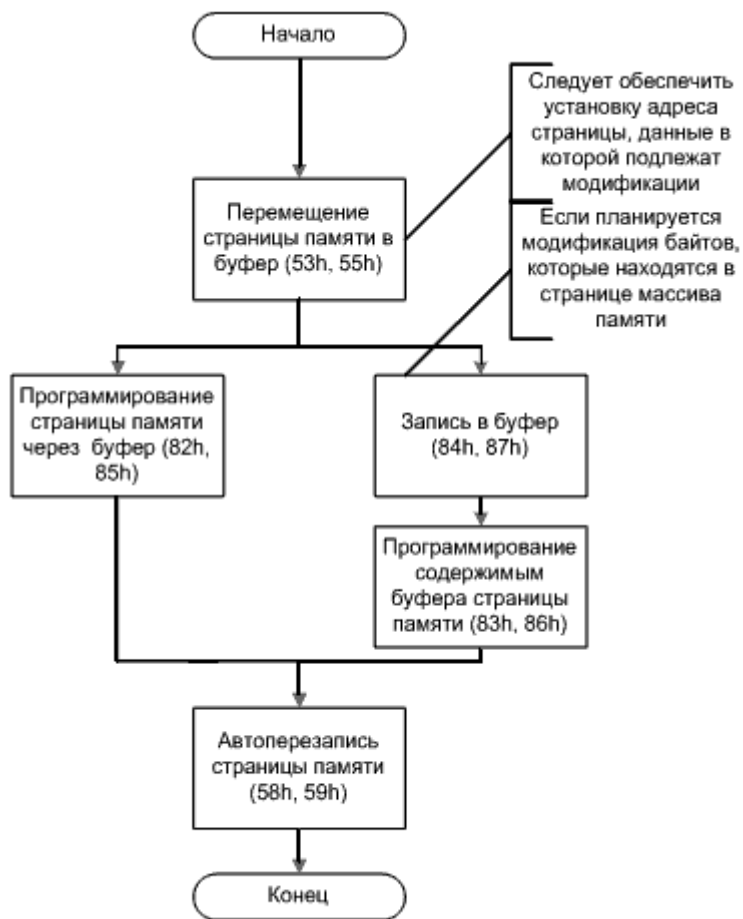 Начало
Следует обеспечить
установку адреса
страницы, данные в
которой подлежат
модификации
Перемещение
страницы памяти в
буфер (53h, 55h)
Если планируется
модификация байтов,
которые находятся в
странице массива
памяти
Программирование
страницы памяти
через буфер (82h,
85h)
Запись в буфер
(84h, 87h)
Программирование
содержимым
буфера страницы
памяти (83h, 86h)
Автоперезапись
страницы памяти
(58h, 59h)
Конец